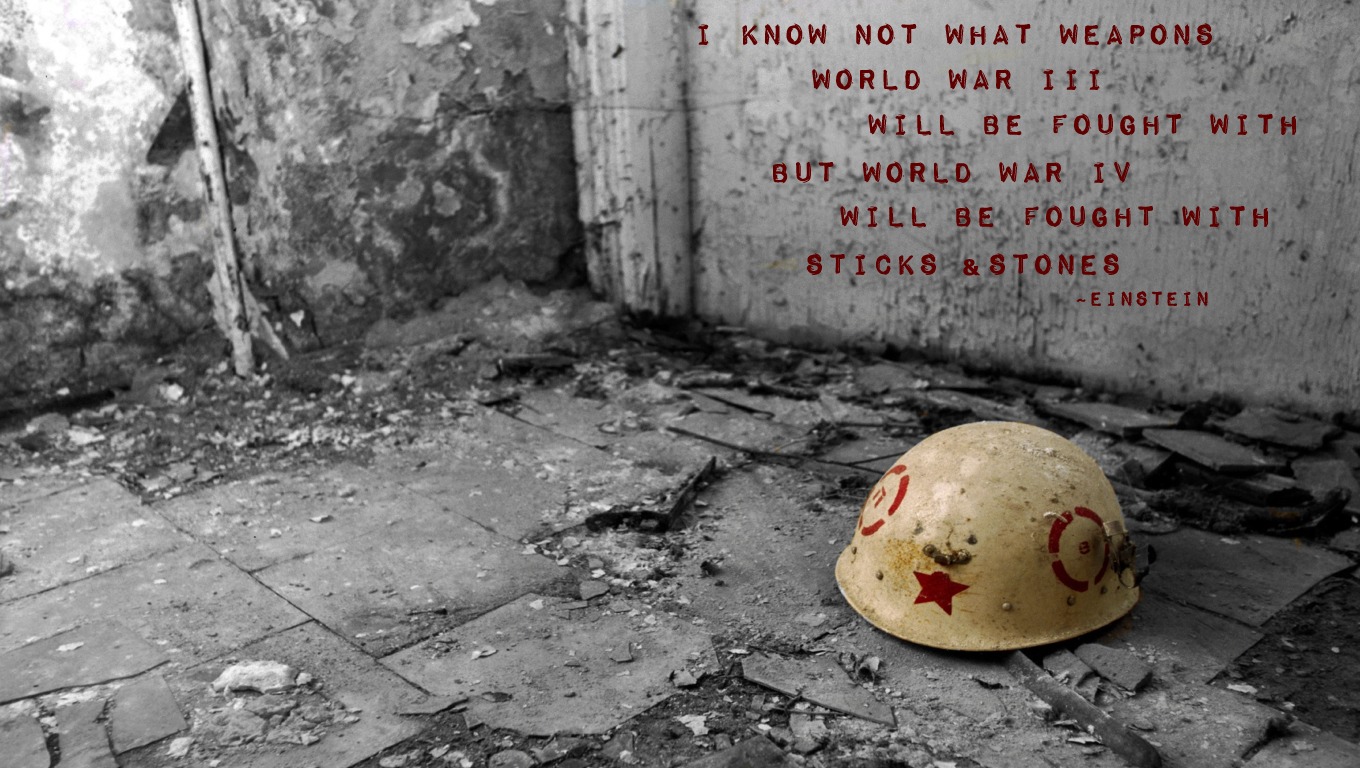 I KNOW NOT WHAT WEAPONS
WORLD WAR III
WILL BE FOUGHT WITH
BUT WORLD WAR IV
WILL BE FOUGHT WITH
STICKS &STONES
~EINSTEIN